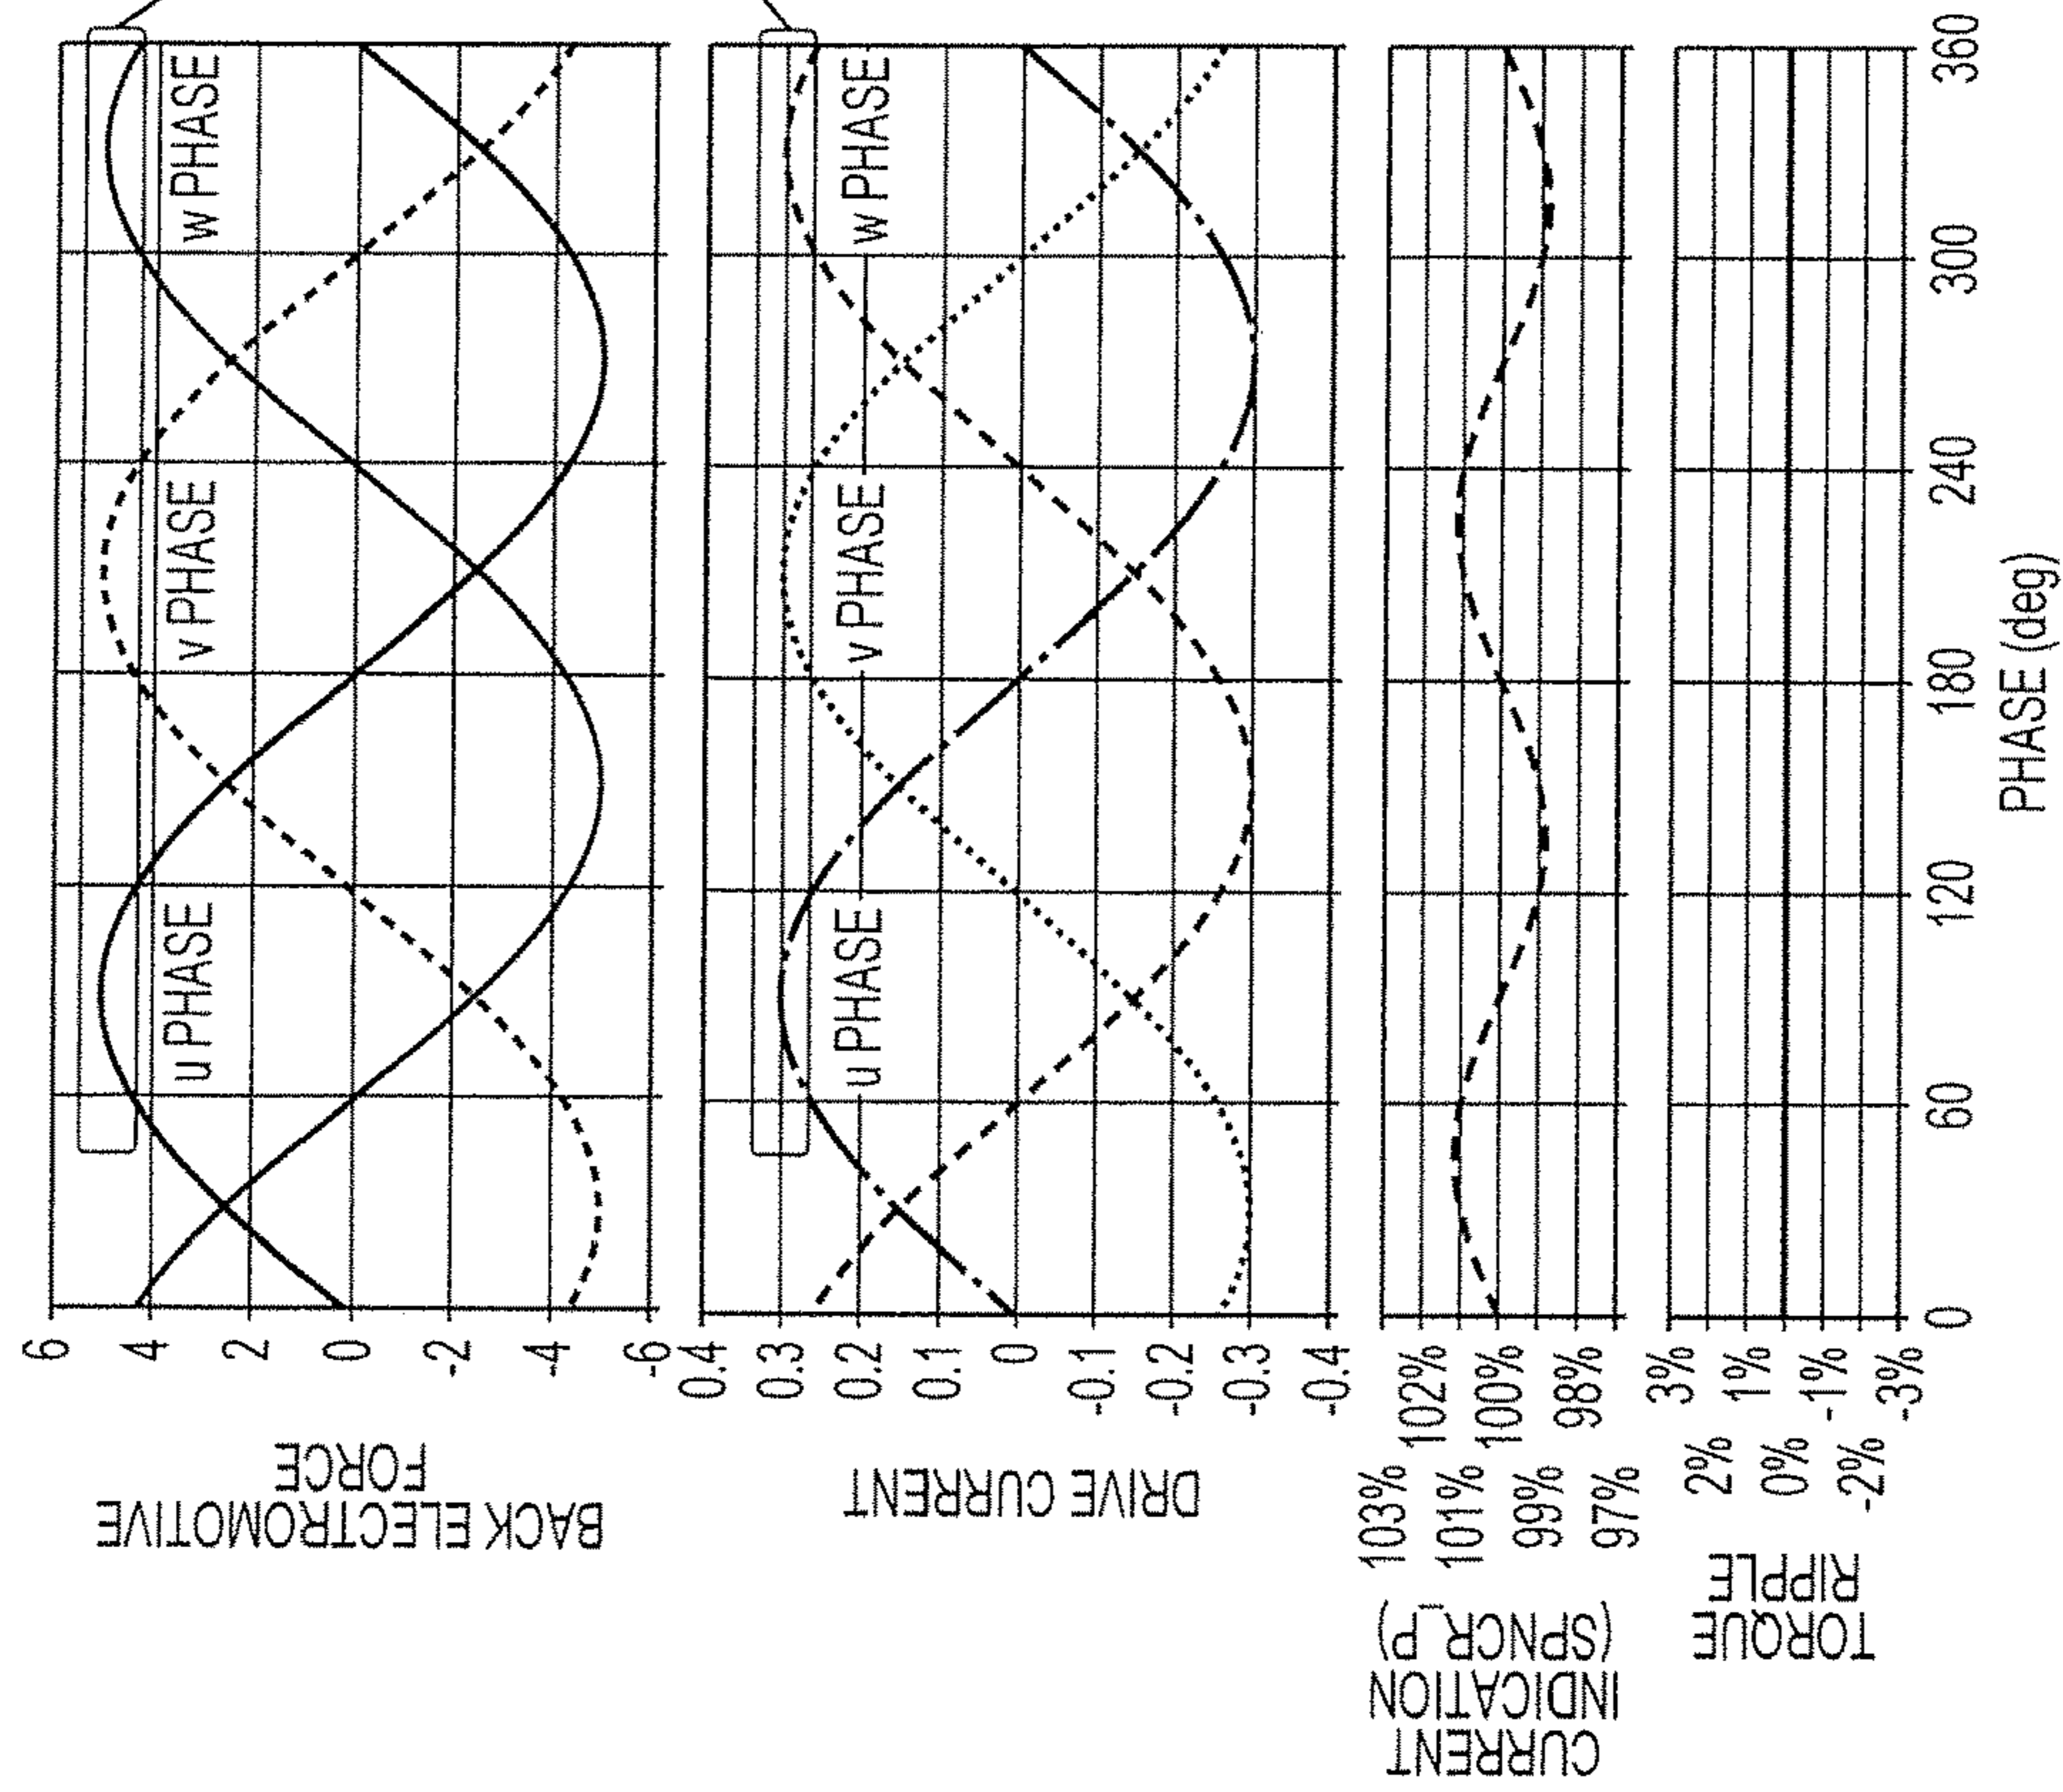 BACK ELECTROMOTIVE
FORCE
6
4
2
0
-2
-4
-6
u PHASE
v PHASE
w PHASE
DRIVE CURRENT
0.4
0.3
0.2
0.1
0
-0.1
-0.2
-0.3
-0.4
u PHASE
v PHASE
w PHASE
CURRENT
INDICATION
(SPNCR_P)
103%
102%
101%
100%
99%
98%
97%
TORQUE
RIPPLE
3%
2%
1%
0%
-1%
-2%
-3%
0
60
120
180
240
300
360
PHASE (deg)